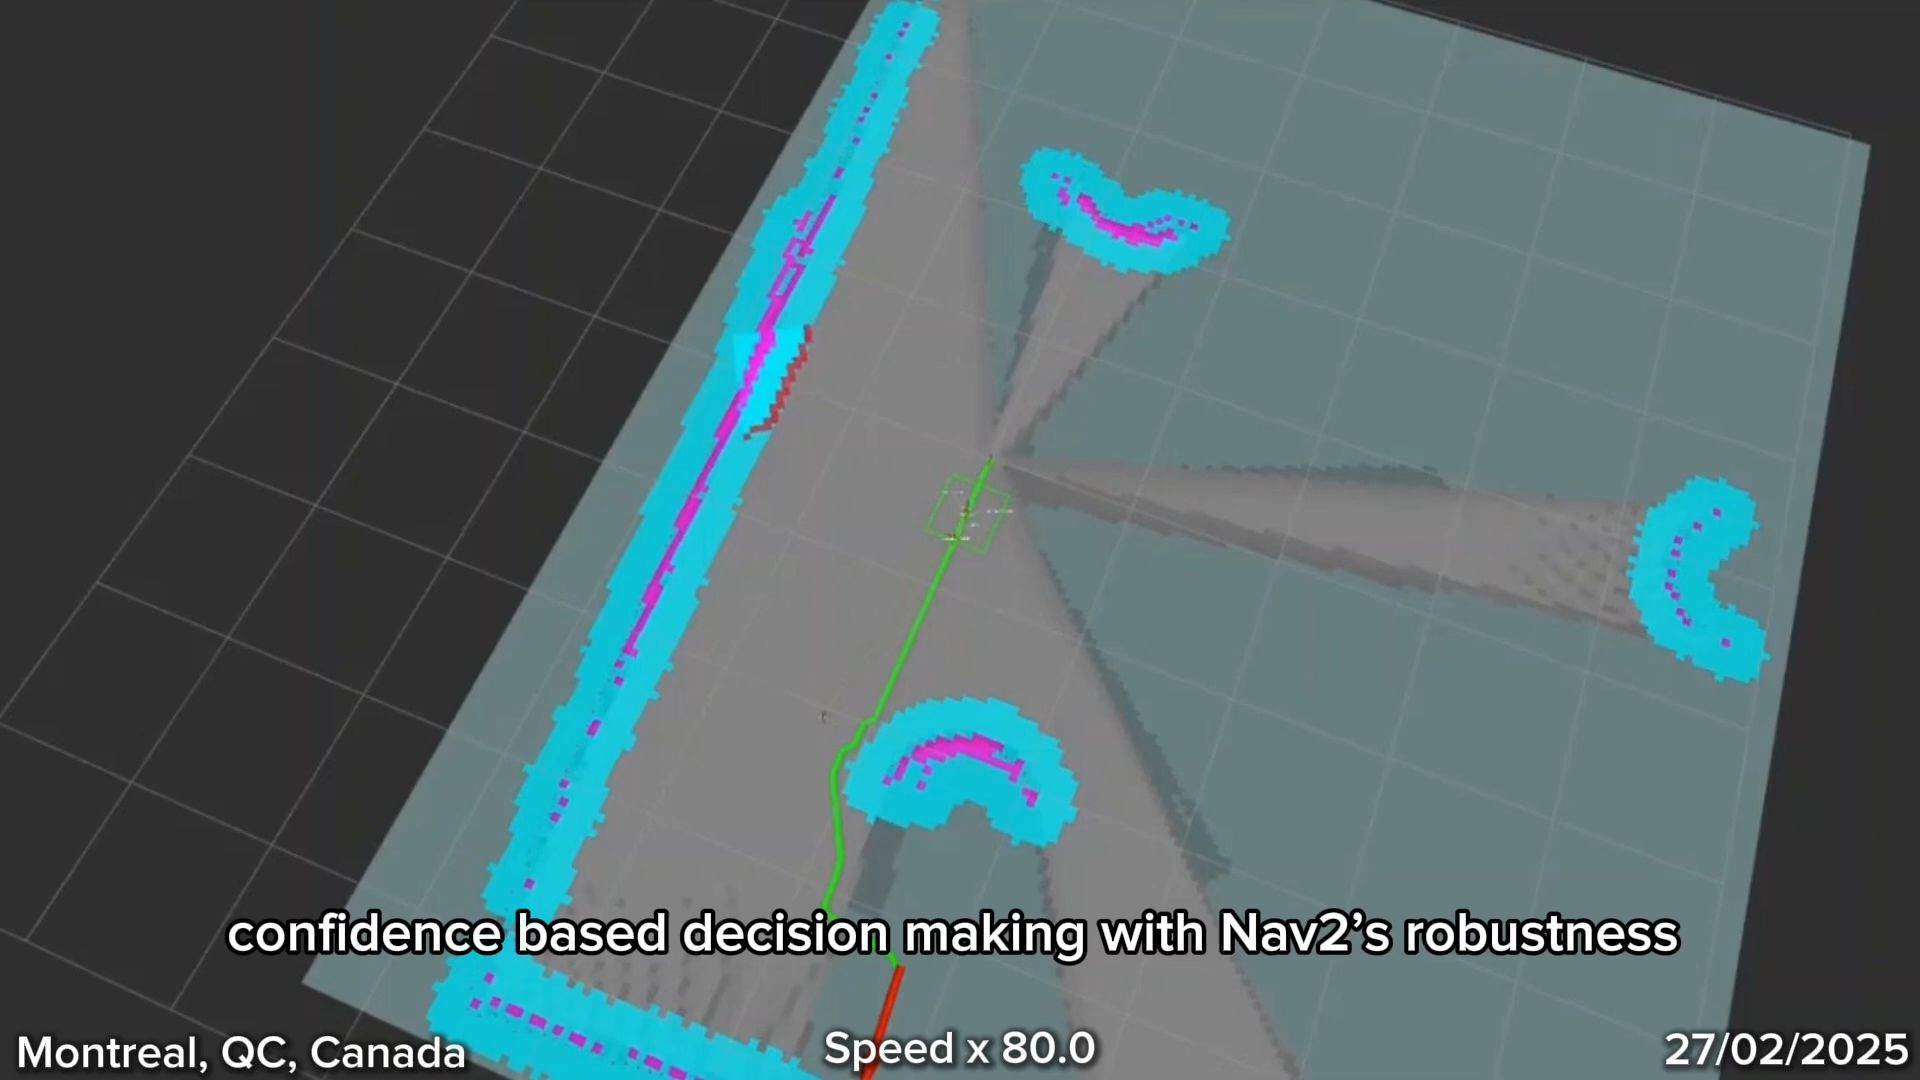 confidence based decision making with Nav2’s robustness
Montreal, QC, Canada
Speed x 80.0
27/02/2025